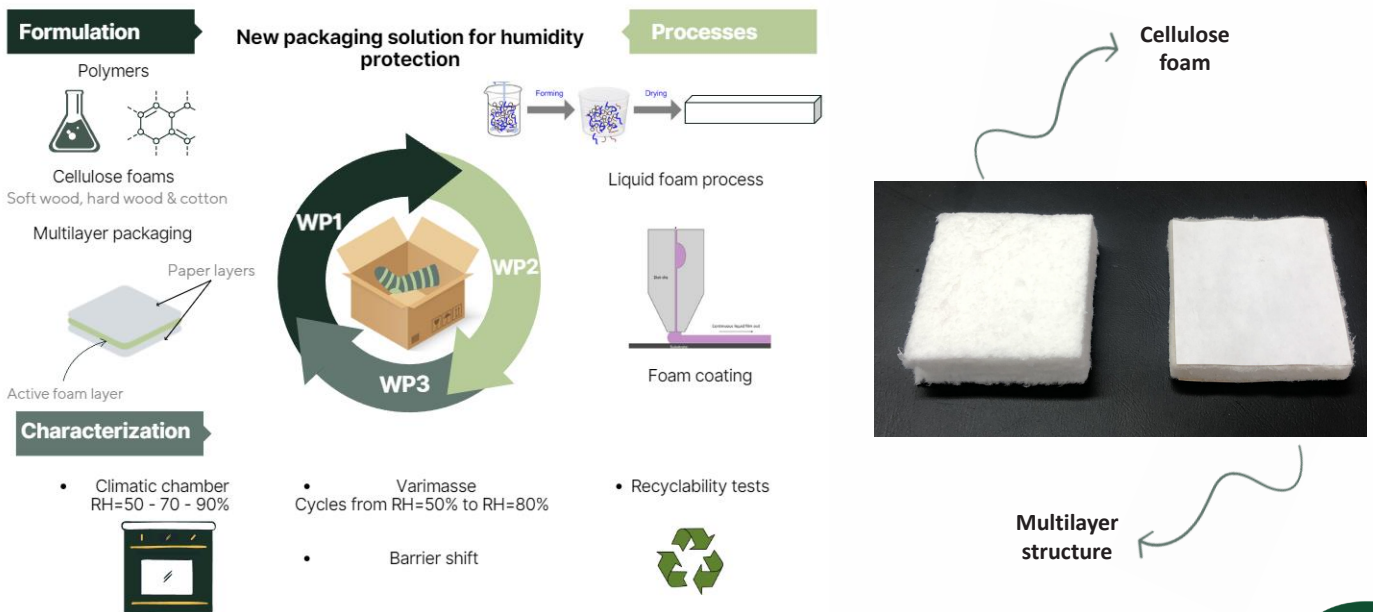 Formulation
New packaging solution for humidity
protection
Processes
Polymers
Cellulose foams
Soft wood, hard wood & cotton
Multilayer packaging
Paper layers
Active foam layer
Forming
Drying
Liquid foam process
WP1
WP2
WP3
Foam coating
Characterization
• Climatic chamber
RH=50 - 70 - 90%
• Varimasse
Cycles from RH=50% to RH=80%
• Barrier shift
• Recyclability tests
Cellulose
foam
Multilayer
structure